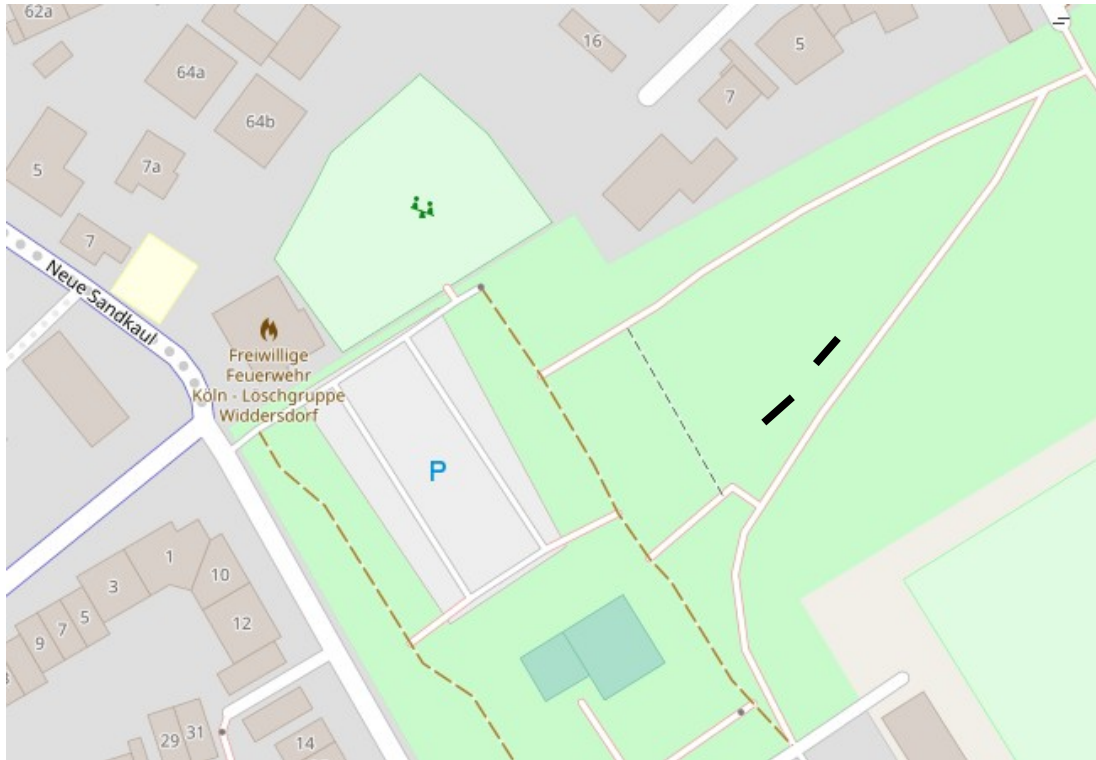 62a
16
5
64a
7
64b
5
7a
7
Neue Sandkaul
Freiwillige
Feuerwehr
Köln - Löschgruppe
Widdersdorf
P
1
10
3
5
12
7
9
31
29
14